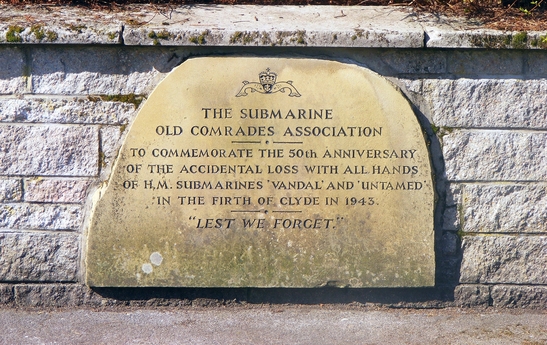 THE SUBMARINE
OLD COMRADES ASSOCIATION
TO COMMEMORATE THE 50th ANNIVERSARY
OF THE ACCIDENTAL LOSS WITH ALL HANDS
OF H.M. SUBMARINES 'VANDAL' AND 'UNTAMED'
IN THE FIRTH OF CLYDE IN 1943.
"LEST WE FORGET."